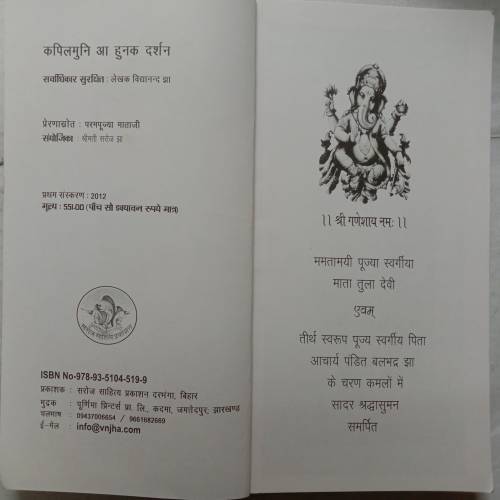 कपिलमुनि आ हुनक दर्शन
सर्वाधिकार सुरक्षित : लेखक विद्यानन्द झा
प्रेरणास्रोत : परमपूज्या माताजी
संयोजिका : श्रीमती सरोज झा
प्रथम संस्करण : 2012
मूल्य : 551-00 (पाँच सौ इक्यावन रुपये मात्र)
ISBN No-978-93-5104-519-9
प्रकाशक : सरोज साहित्य प्रकाशन दरभंगा, बिहार
मुद्रक : पूर्णिमा प्रिन्टर्स प्रा. लि., कदमा, जमशेदपुर; झारखण्ड
चलभाष : 09437006654 / 9661682669
ई-मेल : info@vnjha.com
।। श्री गणेशाय नमः ।।
ममतामयी पूज्या स्वर्गीया
माता तुला देवी
एवम्
तीर्थ स्वरूप पूज्य स्वर्गीय पिता
आचार्य पंडित बलभद्र झा
के चरण कमलों में
सादर श्रद्धासुमन
समर्पित